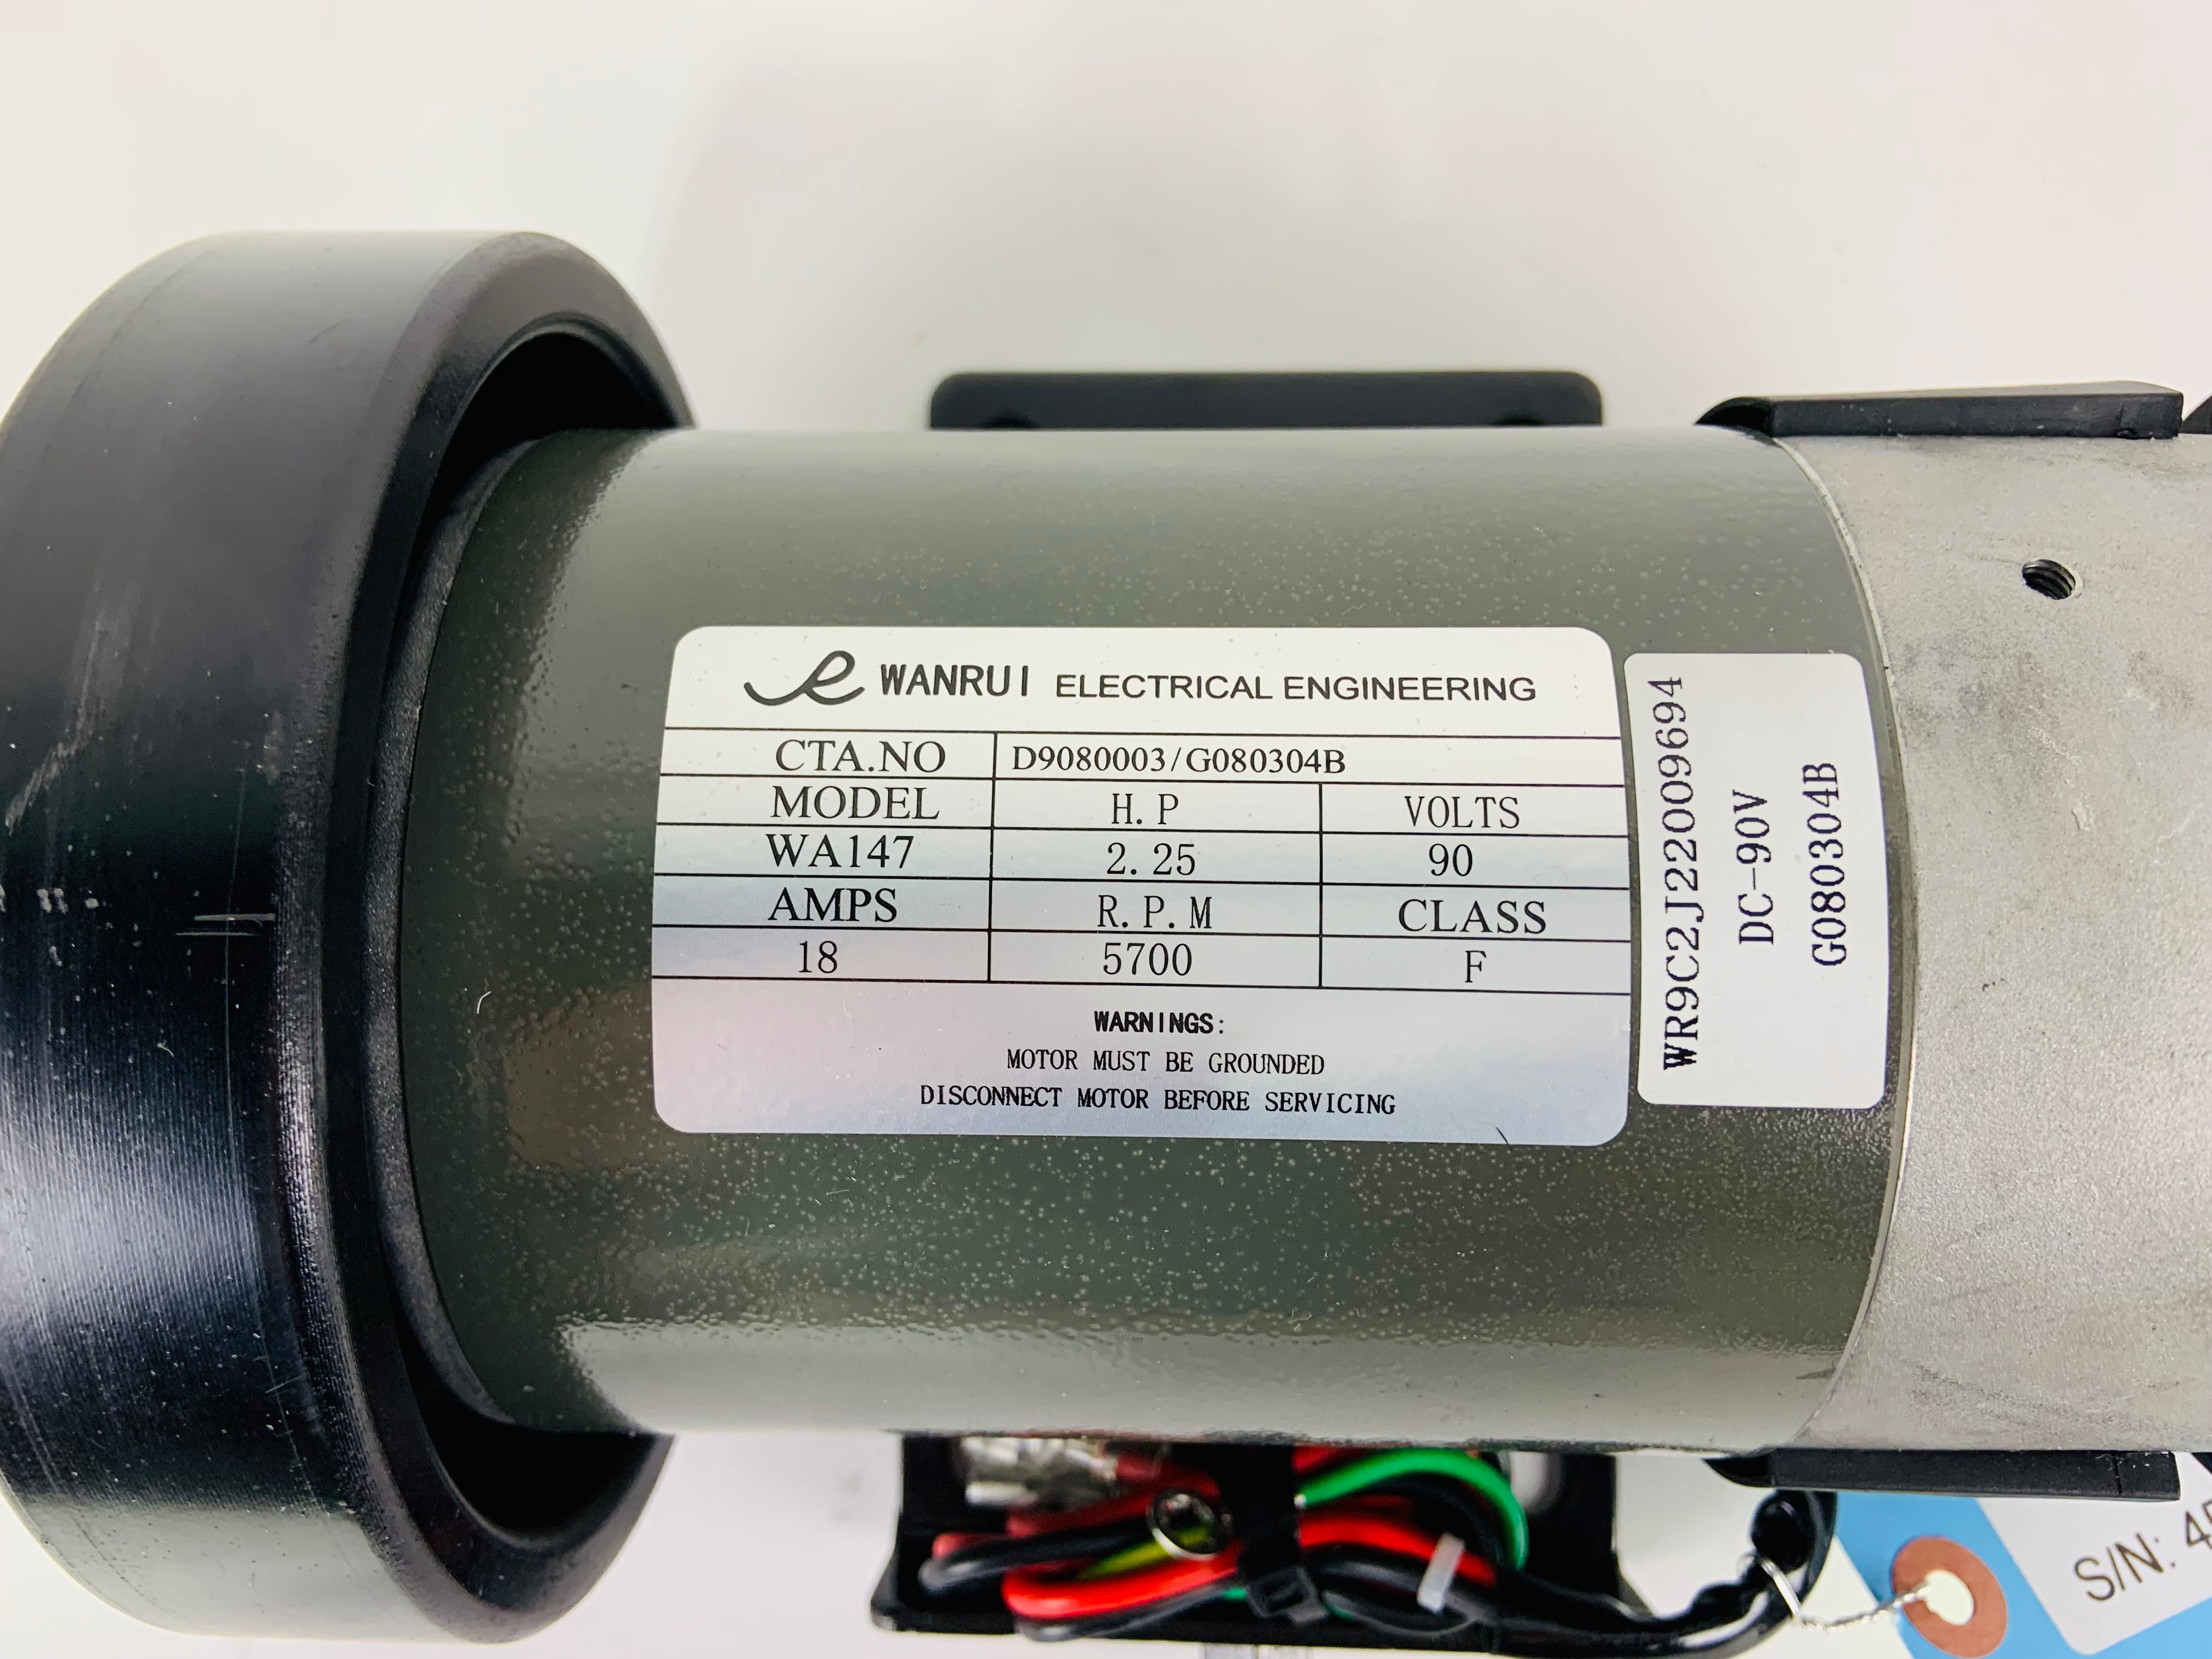 WANRUI ELECTRICAL ENGINEERING
CTA.NO D9080003/G080304B
MODEL H.P VOLTS
WA147 2.25 90
AMPS R.P.M CLASS
18 5700 F
WARNINGS:
MOTOR MUST BE GROUNDED
DISCONNECT MOTOR BEFORE SERVICING
WR9C2J22009694
DC-90V
G080304B
S/N: